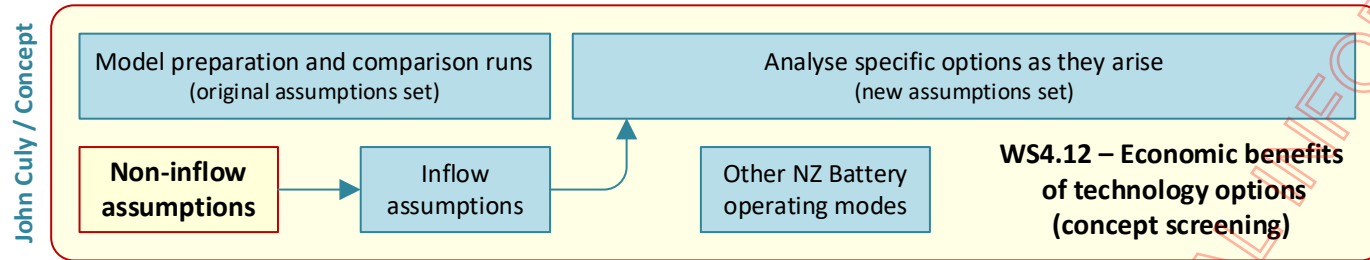 John Culy / Concept
Model preparation and comparison runs
(original assumptions set)
Analyse specific options as they arise
(new assumptions set)
Non-inflow
assumptions
Inflow
assumptions
Other NZ Battery
operating modes
WS4.12 – Economic benefits
of technology options
(concept screening)